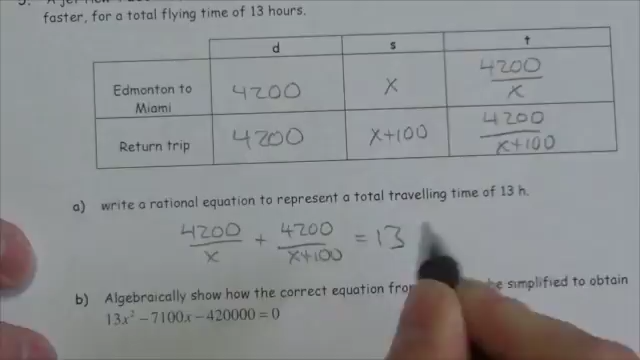 faster, for a total flying time of 13 hours.
d s t
Edmonton to Miami 4200 x 4200/x
Return trip 4200 x+100 4200/x+100
a) write a rational equation to represent a total travelling time of 13 h.
4200/x + 4200/x+100 = 13
b) Algebraically show how the correct equation be simplified to obtain
13x² – 7100x – 420000 = 0